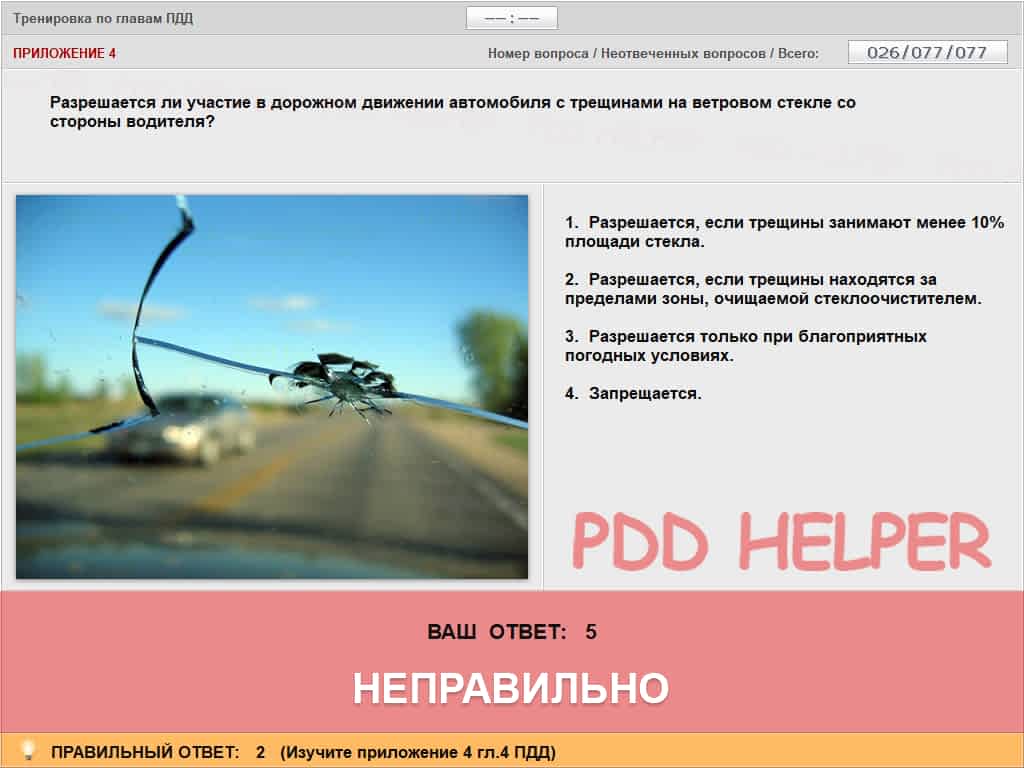 Тренировка по главам ПДД
—— : ——
ПРИЛОЖЕНИЕ 4
Номер вопроса / Неотвеченных вопросов / Всего:
026/077/077
Разрешается ли участие в дорожном движении автомобиля с трещинами на ветровом стекле со
стороны водителя?
1. Разрешается, если трещины занимают менее 10%
площади стекла.
2. Разрешается, если трещины находятся за
пределами зоны, очищаемой стеклоочистителем.
3. Разрешается только при благоприятных
погодных условиях.
4. Запрещается.
PDD HELPER
ВАШ ОТВЕТ: 5
НЕПРАВИЛЬНО
ПРАВИЛЬНЫЙ ОТВЕТ: 2 (Изучите приложение 4 гл.4 ПДД)